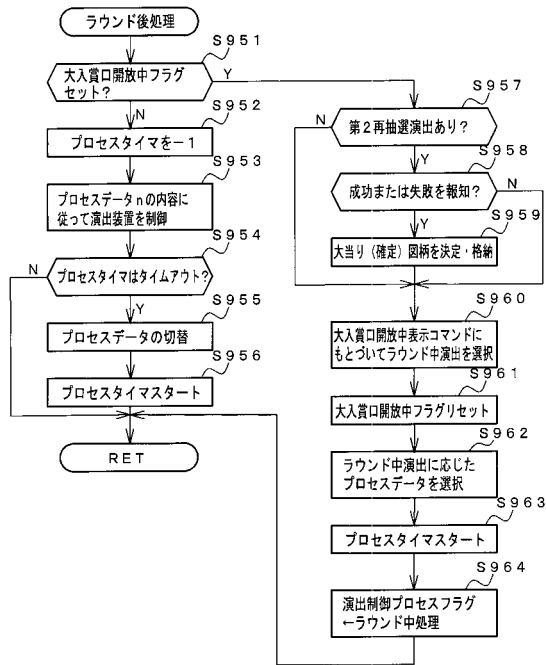 ラウンド後処理
S951
大入賞口開放中フラグ
セット?
Y
N
S952
プロセスタイマを−1
S953
プロセスデータnの内容に
従って演出装置を制御
S954
N
プロセスタイマはタイムアウト?
Y
S955
プロセスデータの切替
S956
プロセスタイマスタート
RET
S957
N
第2再抽選演出あり?
Y
S958
成功または失敗を報知?
N
Y
S959
大当り(確定)図柄を決定・格納
S960
大入賞口開放中表示コマンドに
もとづいてラウンド中演出を選択
S961
大入賞口開放中フラグリセット
S962
ラウンド中演出に応じた
プロセスデータを選択
S963
プロセスタイマスタート
S964
演出制御プロセスフラグ
←ラウンド中処理